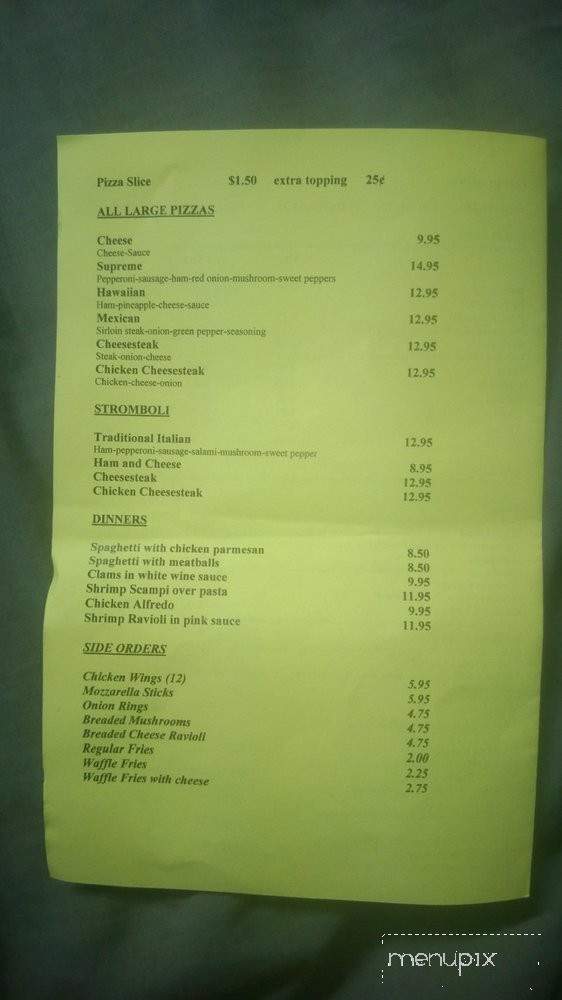 Pizza Slice $1.50 extra topping 25¢
ALL LARGE PIZZAS
Cheese 9.95
Cheese-Sauce
Supreme 14.95
Pepperoni-sausage-ham-red onion-mushroom-sweet peppers
Hawaiian 12.95
Ham-pineapple-cheese-sauce
Mexican 12.95
Sirloin steak-onion-green pepper-seasoning
Cheesesteak 12.95
Steak-onion-cheese
Chicken Cheesesteak 12.95
Chicken-cheese-onion
STROMBOLI
Traditional Italian 12.95
Ham-pepperoni-sausage-salami-mushroom-sweet pepper
Ham and Cheese 8.95
Cheesesteak 12.95
Chicken Cheesesteak 12.95
DINNERS
Spaghetti with chicken parmesan 8.50
Spaghetti with meatballs 8.50
Clams in white wine sauce 9.95
Shrimp Scampi over pasta 11.95
Chicken Alfredo 9.95
Shrimp Ravioli in pink sauce 11.95
SIDE ORDERS
Chicken Wings (12) 5.95
Mozzarella Sticks 5.95
Onion Rings 4.75
Breaded Mushrooms 4.75
Breaded Cheese Ravioli 4.75
Regular Fries 2.00
Waffle Fries 2.25
Waffle Fries with cheese 2.75
menupix